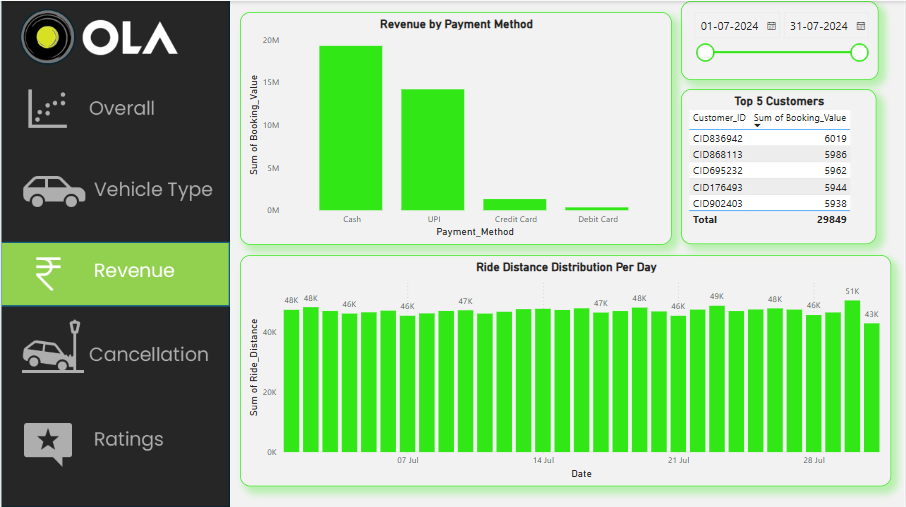 OLA
Overall
Vehicle Type
Revenue
Cancellation
Ratings
Revenue by Payment Method
Sum of Booking_Value
20M
15M
10M
5M
0M
Cash UPI Credit Card Debit Card
Payment_Method
01-07-2024 31-07-2024
Top 5 Customers
Customer_ID Sum of Booking_Value
CID836942 6019
CID868113 5986
CID695232 5962
CID176493 5944
CID902403 5938
Total 29849
Ride Distance Distribution Per Day
Sum of Ride_Distance
48K 48K 46K 46K 47K 47K 48K 46K 49K 48K 46K 51K 43K
40K
20K
0K
07 Jul 14 Jul 21 Jul 28 Jul
Date